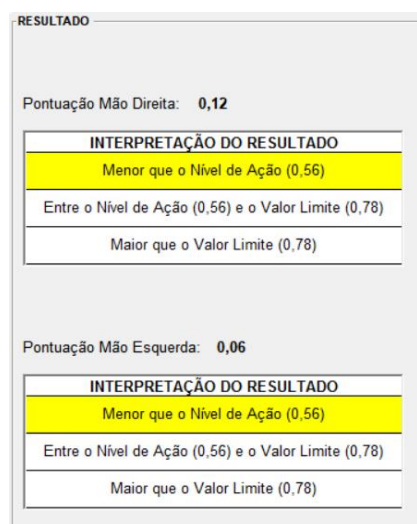 RESULTADO
Pontuação Mão Direita: 0,12
INTERPRETAÇÃO DO RESULTADO
Menor que o Nível de Ação (0,56)
Entre o Nível de Ação (0,56) e o Valor Limite (0,78)
Maior que o Valor Limite (0,78)
Pontuação Mão Esquerda: 0,06
INTERPRETAÇÃO DO RESULTADO
Menor que o Nível de Ação (0,56)
Entre o Nível de Ação (0,56) e o Valor Limite (0,78)
Maior que o Valor Limite (0,78)